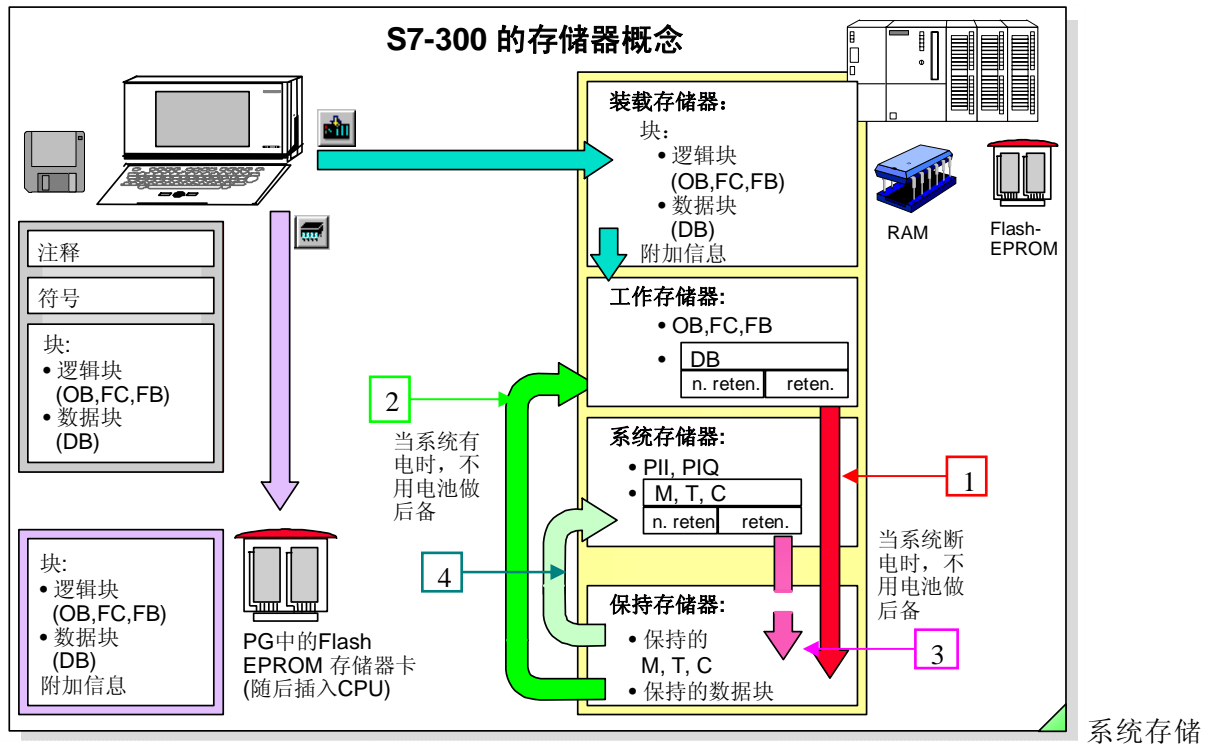 S7-300 的存储器概念
装载存储器：
块：
• 逻辑块
(OB,FC,FB)
• 数据块
(DB)
附加信息
RAM
Flash-
EPROM
注释
符号
块:
• 逻辑块
(OB,FC,FB)
• 数据块
(DB)
工作存储器:
• OB,FC,FB
• DB
n. reten. reten.
2
当系统有
电时，不
用电池做
后备
系统存储器:
• PII, PIQ
• M, T, C
n. reten reten.
1
当系统断
电时，不
用电池做
后备
4
3
保持存储器:
• 保持的
M, T, C
• 保持的数据块
块:
• 逻辑块
(OB,FC,FB)
• 数据块
(DB)
附加信息
PG中的Flash
EPROM 存储器卡
(随后插入CPU)
系统存储